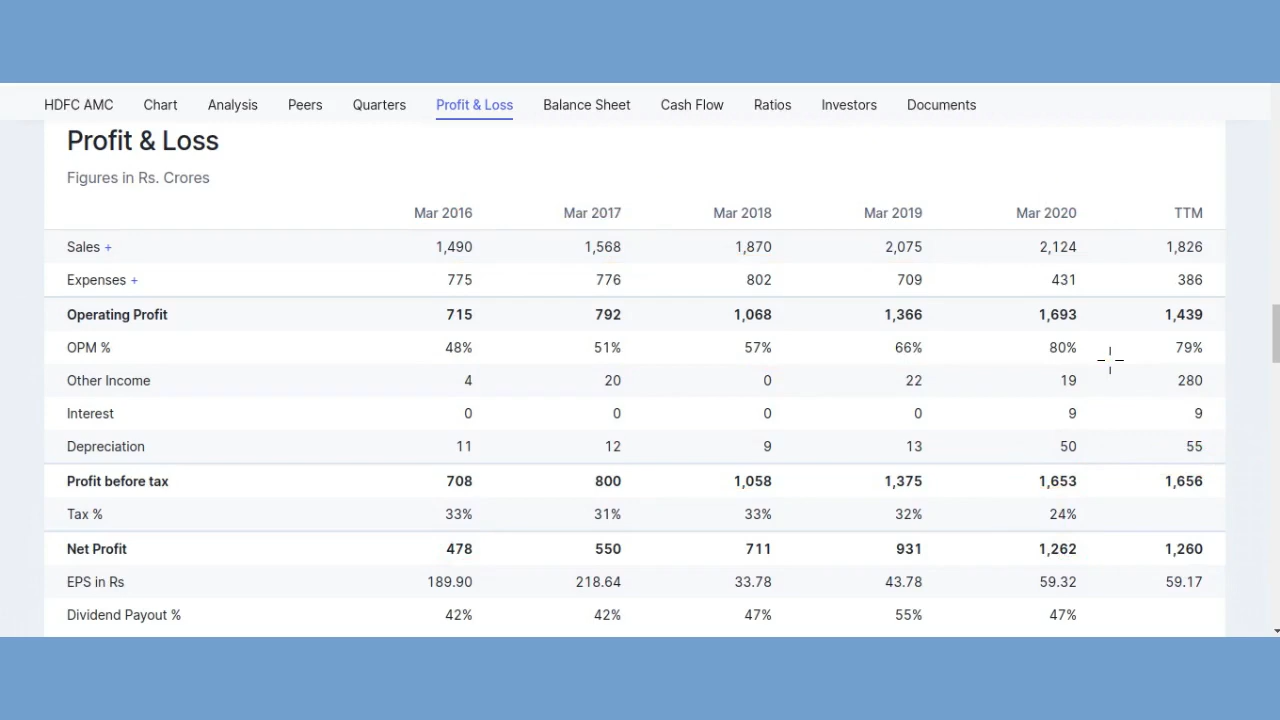 HDFC AMC Chart Analysis Peers Quarters Profit & Loss Balance Sheet Cash Flow Ratios Investors Documents
Profit & Loss
Figures in Rs. Crores
Mar 2016 Mar 2017 Mar 2018 Mar 2019 Mar 2020 TTM
Sales + 1,490 1,568 1,870 2,075 2,124 1,826
Expenses + 775 776 802 709 431 386
Operating Profit 715 792 1,068 1,366 1,693 1,439
OPM % 48% 51% 57% 66% 80% 79%
Other Income 4 20 0 22 19 280
Interest 0 0 0 0 9 9
Depreciation 11 12 9 13 50 55
Profit before tax 708 800 1,058 1,375 1,653 1,656
Tax % 33% 31% 33% 32% 24%
Net Profit 478 550 711 931 1,262 1,260
EPS in Rs 189.90 218.64 33.78 43.78 59.32 59.17
Dividend Payout % 42% 42% 47% 55% 47%